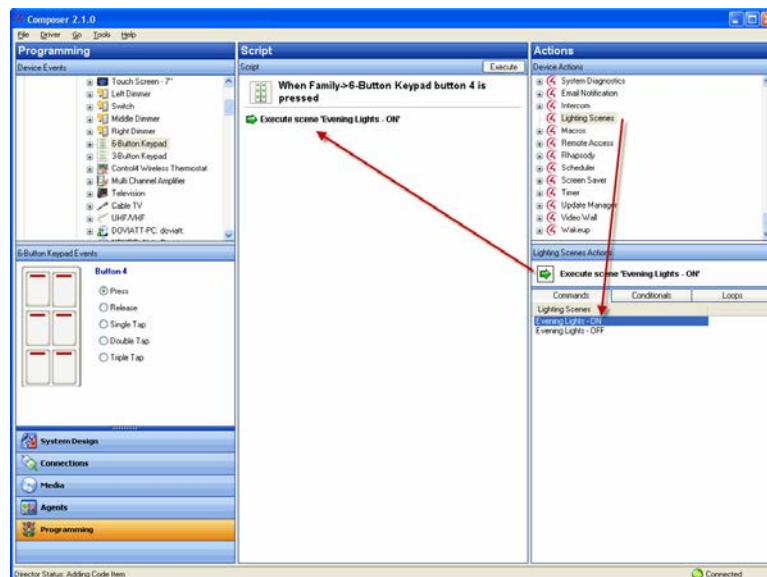 Composer 2.1.0
File Driver Go Tools Help
Programming
Device Events
Touch Screen - 7"
Left Dimmer
Switch
Middle Dimmer
Right Dimmer
6-Button Keypad
3-Button Keypad
Control4 Wireless Thermostat
Multi Channel Amplifier
Television
Cable TV
UHF/VHF
DOVIATT-PC: doviatt.
6-Button Keypad Events
Button 4
Press
Release
Single Tap
Double Tap
Triple Tap
System Design
Connections
Media
Agents
Programming
Director Status: Adding Code Item
Script
Script
Execute
When Family->6-Button Keypad button 4 is
pressed
Execute scene 'Evening Lights - ON'
Actions
Device Actions
System Diagnostics
Email Notification
Intercom
Lighting Scenes
Macros
Remote Access
Rhapsody
Scheduler
Screen Saver
Timer
Update Manager
Video Wall
Wakeup
Lighting Scenes Actions
Execute scene 'Evening Lights - ON'
Commands Conditionals Loops
Lighting Scenes
Evening Lights - ON
Evening Lights - OFF
Connected